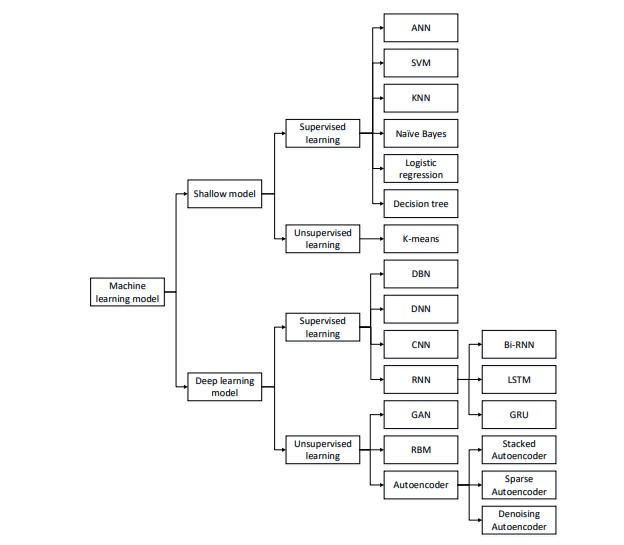 ANN
SVM
KNN
Supervised
learning
Naïve Bayes
Logistic
regression
Shallow model
Decision tree
Unsupervised
learning
K-means
DBN
Machine
learning model
DNN
Supervised
learning
CNN
Bi-RNN
Deep learning
model
RNN
LSTM
GAN
GRU
Unsupervised
learning
RBM
Stacked
Autoencoder
Autoencoder
Sparse
Autoencoder
Denoising
Autoencoder